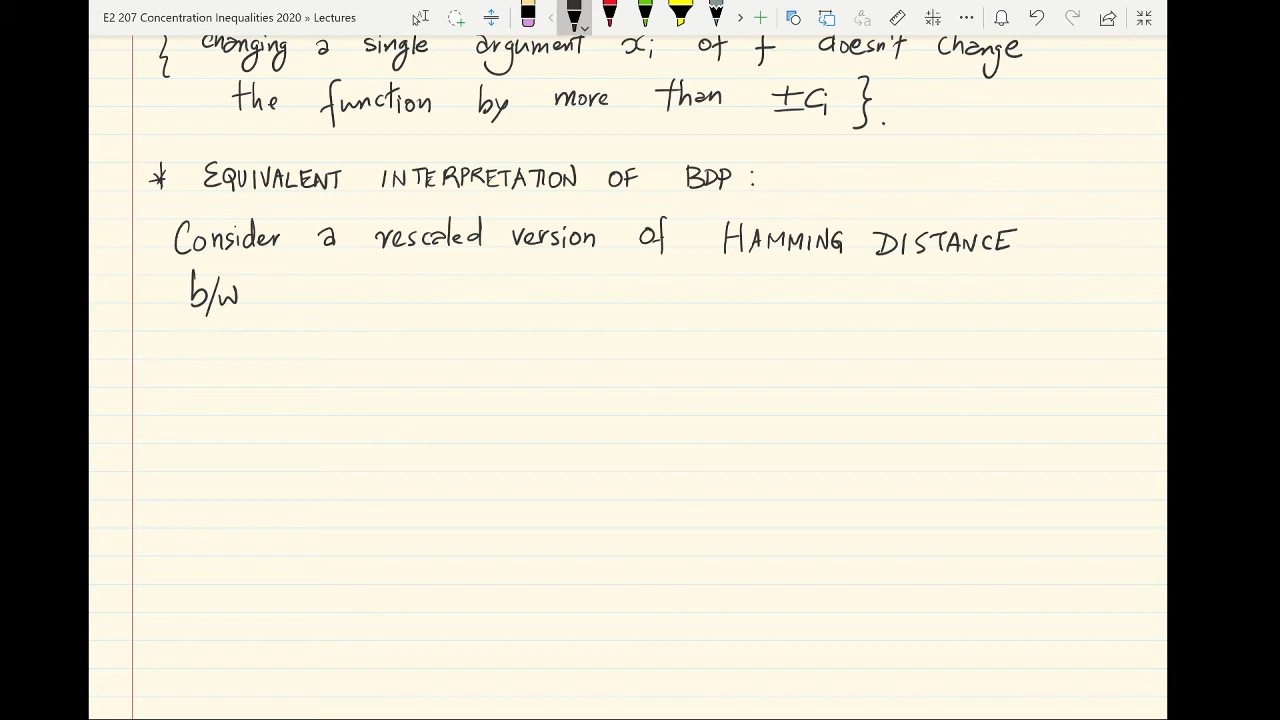 E2 207 Concentration Inequalities 2020 » Lectures
{ changing a single argument xᵢ of f doesn't change
the function by more than ±Cᵢ }.
* EQUIVALENT INTERPRETATION OF BDP :
Consider a rescaled version of HAMMING DISTANCE
b/w